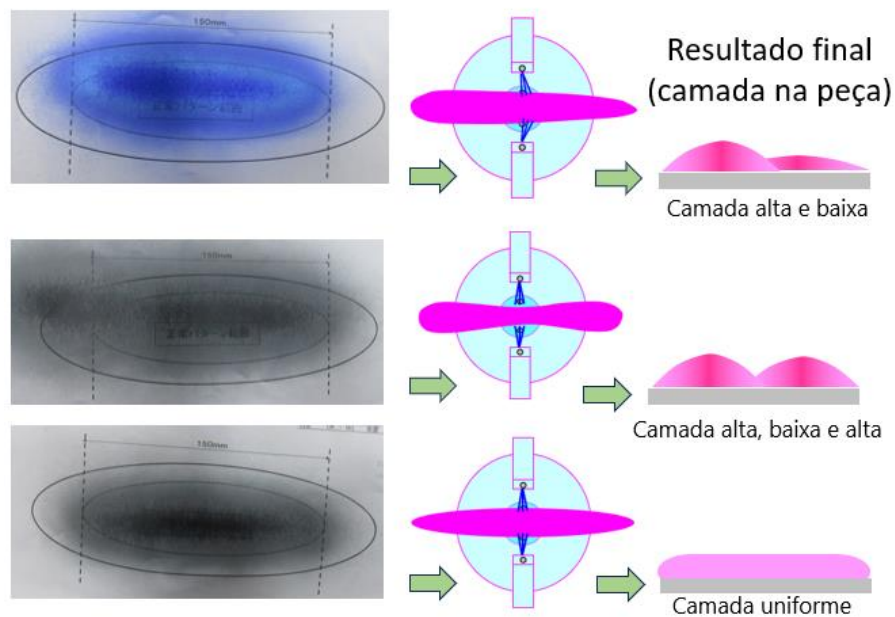 150mm
Resultado final
(camada na peça)
Camada alta e baixa
150mm
Camada alta, baixa e alta
150mm
Camada uniforme